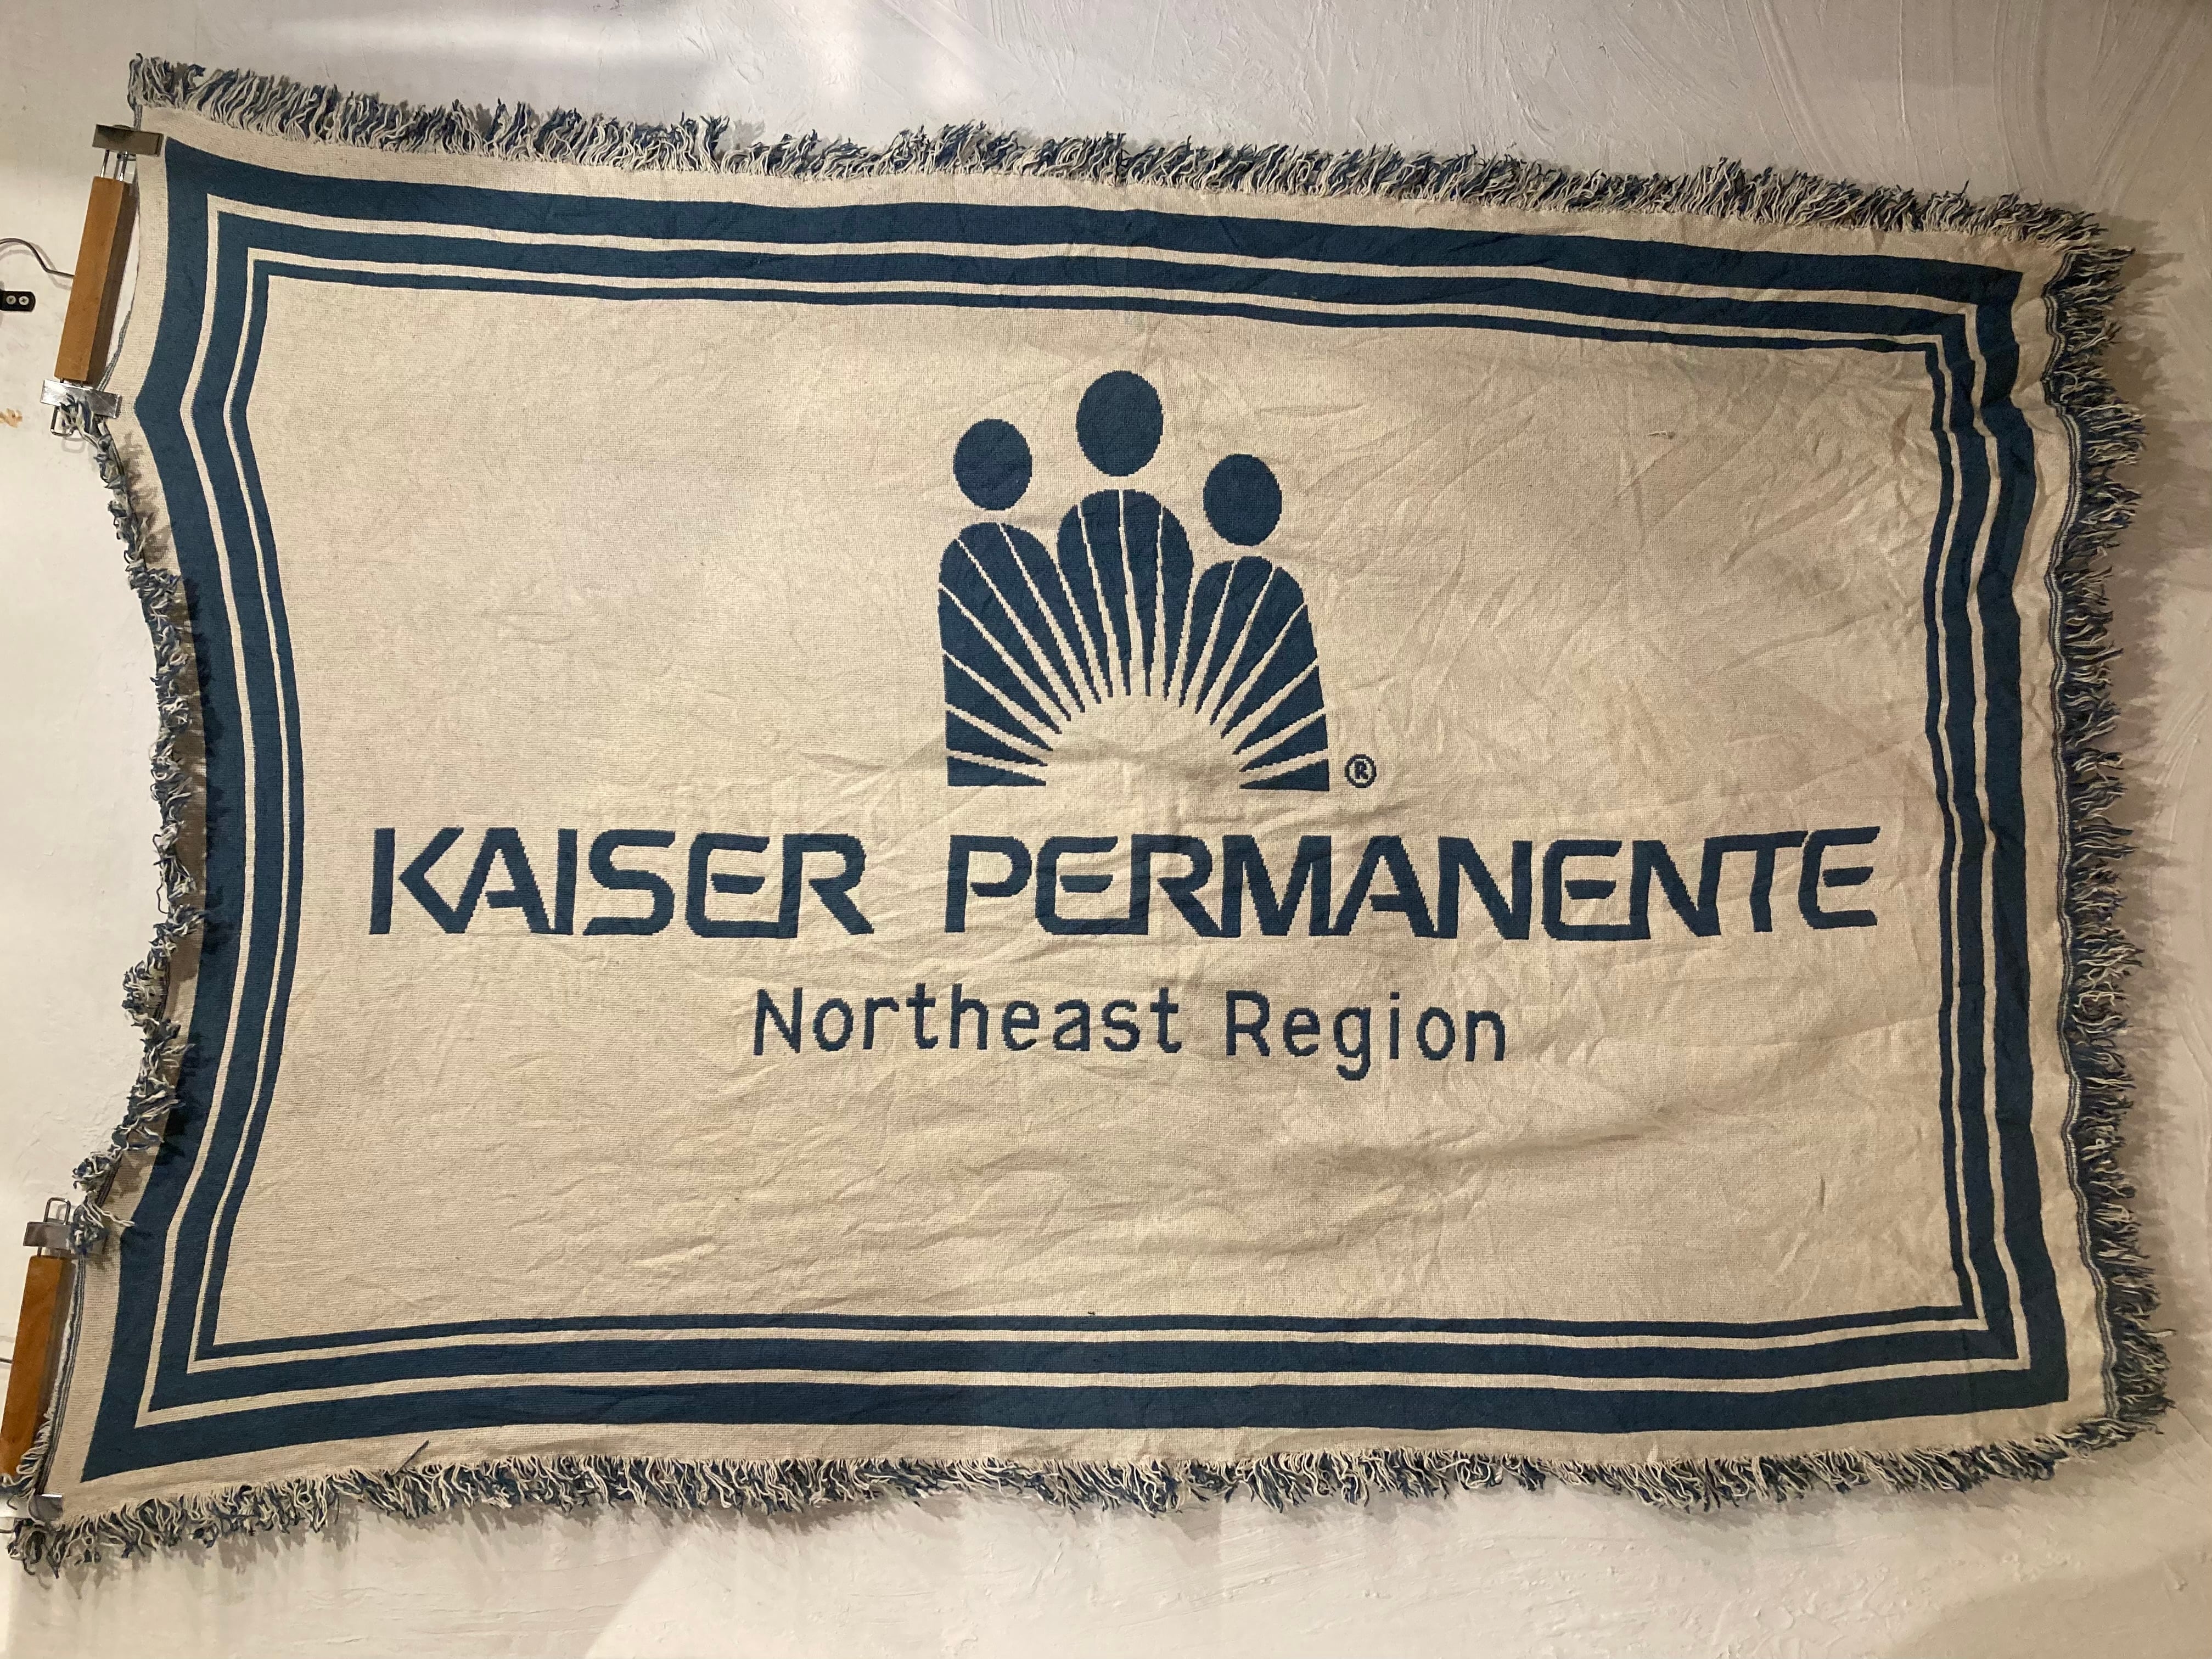 ®
KAISER PERMANENTE
Northeast Region